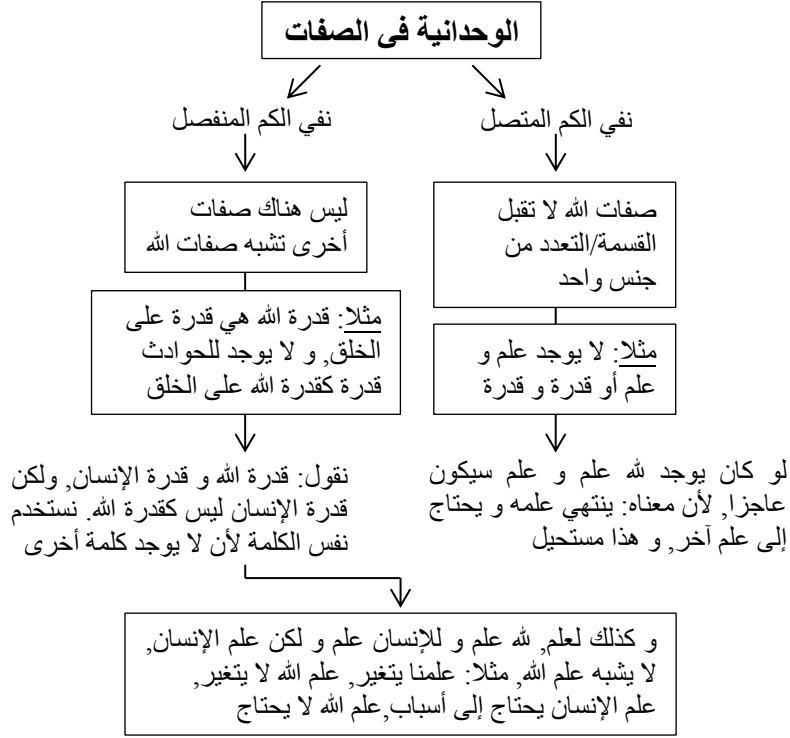 الوحدانية فى الصفات
نفي الكم المتصل
نفي الكم المنفصل
صفات الله لا تقبل
القسمة/التعدد من
جنس واحد
مثلا: لا يوجد علم و
علم أو قدرة و قدرة
لو كان يوجد لله علم و علم سيكون
عاجزا, لأن معناه: ينتهي علمه و يحتاج
إلى علم آخر, و هذا مستحيل
ليس هناك صفات
أخرى تشبه صفات الله
مثلا: قدرة الله هي قدرة على
الخلق, و لا يوجد للحوادث
قدرة كقدرة الله على الخلق
نقول: قدرة الله و قدرة الإنسان, ولكن
قدرة الإنسان ليس كقدرة الله. نستخدم
نفس الكلمة لأن لا يوجد كلمة أخرى
و كذلك لعلم, لله علم و للإنسان علم و لكن علم الإنسان,
لا يشبه علم الله, مثلا: علمنا يتغير, علم الله لا يتغير,
علم الإنسان يحتاج إلى أسباب,علم الله لا يحتاج